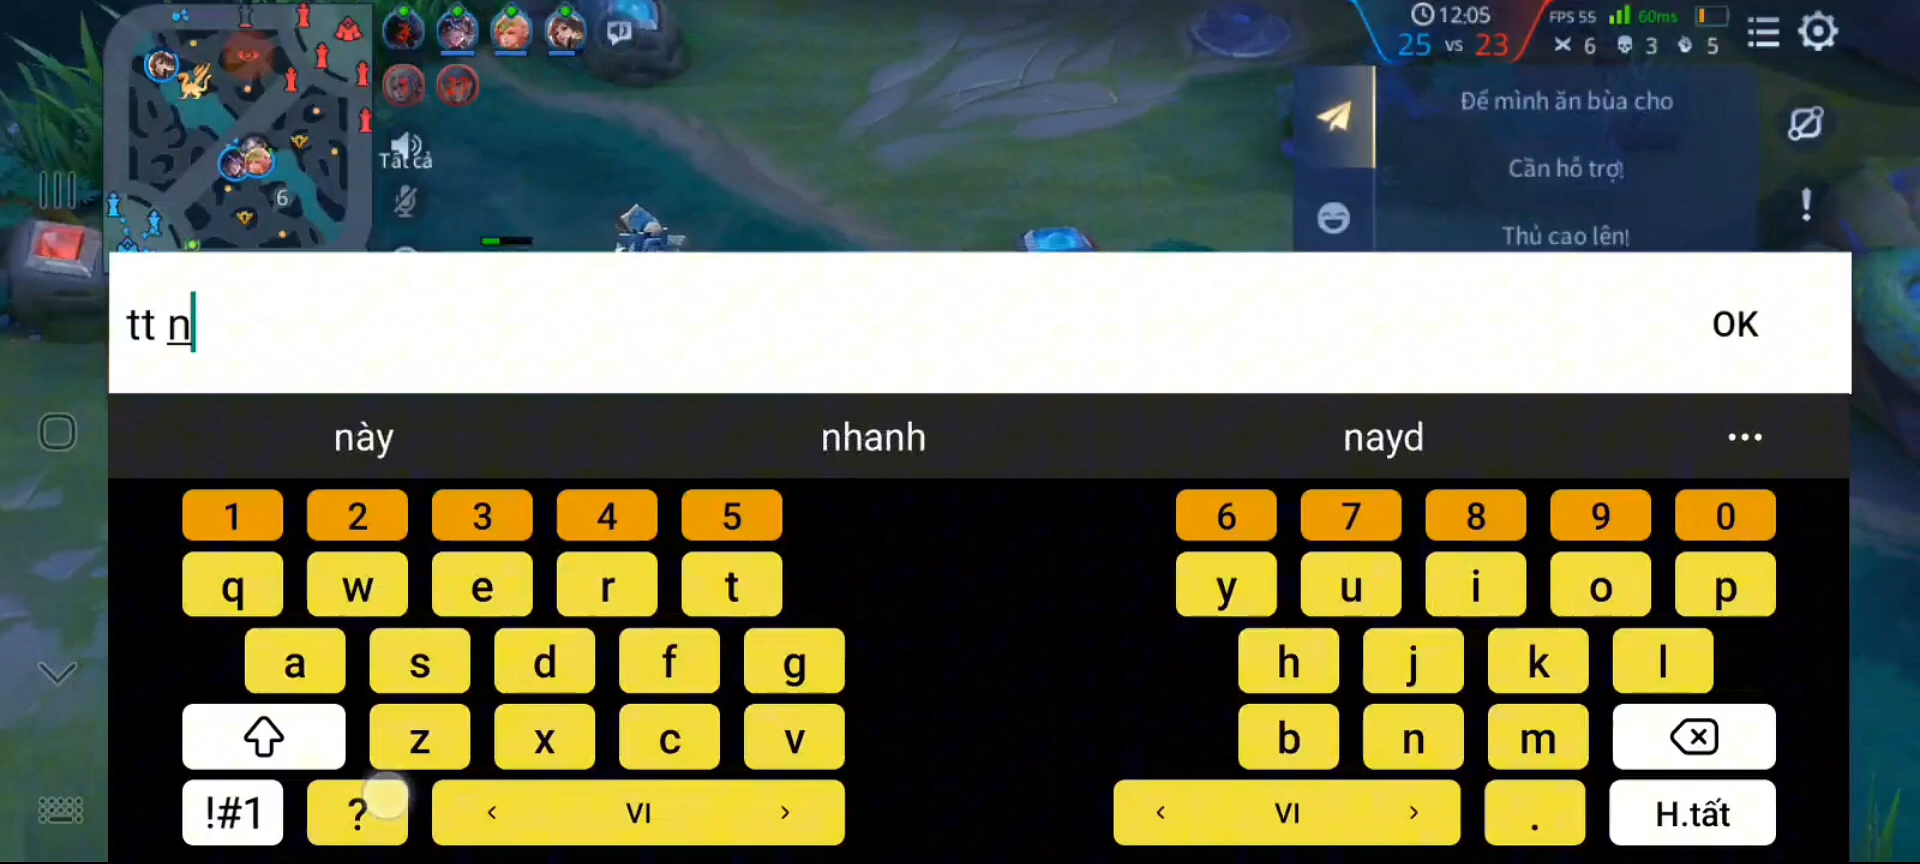 12:05
25 vs 23
FPS 55
60ms
6 3 5
Tất cả
6
Để mình ăn bùa cho
Cần hỗ trợ!
Thủ cao lên!
tt n
OK
này nhanh nayd ...
1 2 3 4 5 6 7 8 9 0
q w e r t y u i o p
a s d f g h j k l
z x c v b n m
!#1 ? < VI > < VI > . H.tất